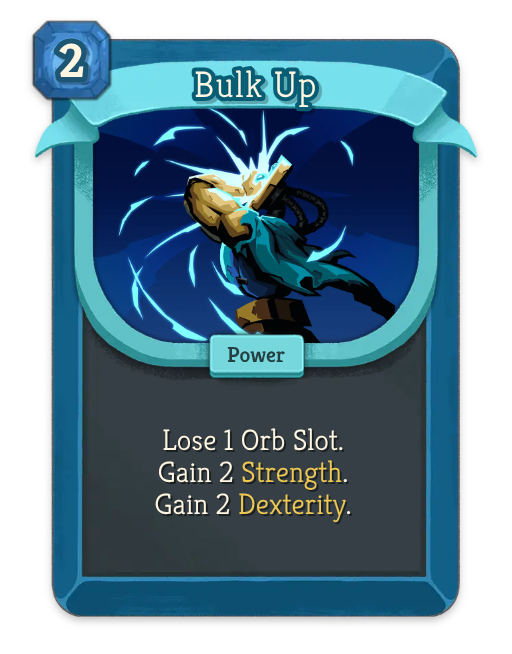 2
Bulk Up
Power
Lose 1 Orb Slot.
Gain 2 Strength.
Gain 2 Dexterity.